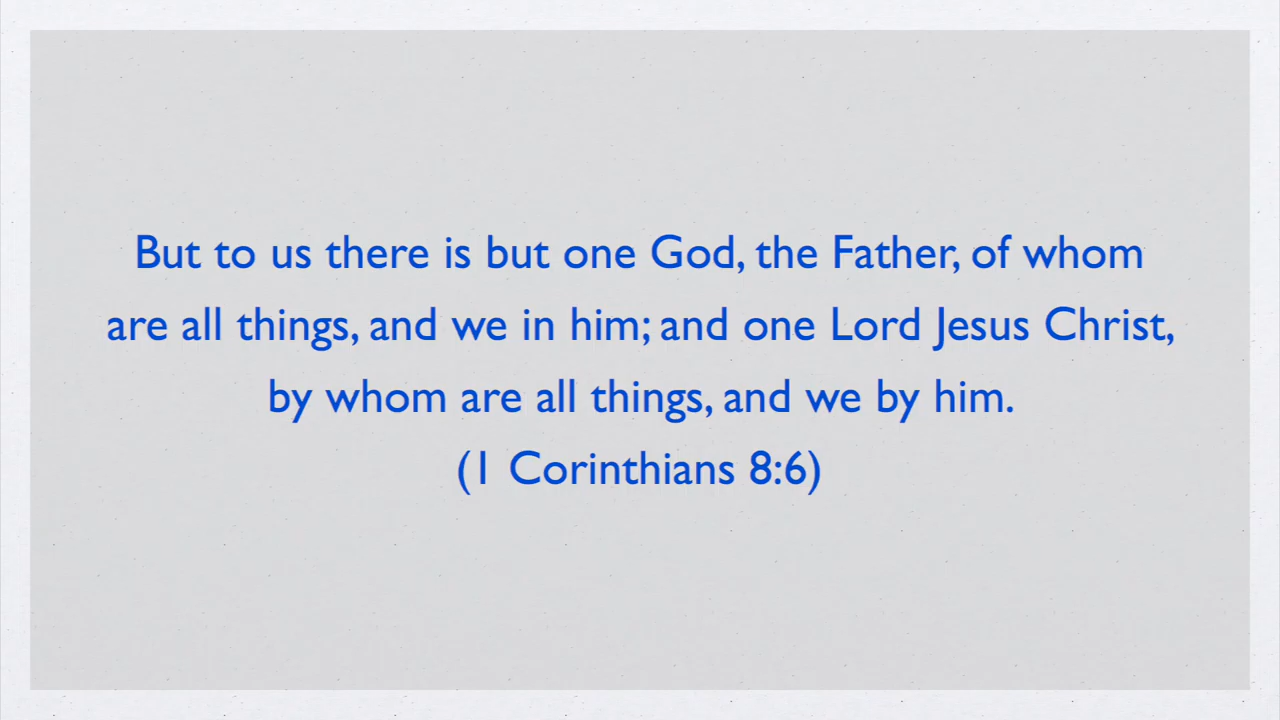 But to us there is but one God, the Father, of whom
are all things, and we in him; and one Lord Jesus Christ,
by whom are all things, and we by him.
(1 Corinthians 8:6)